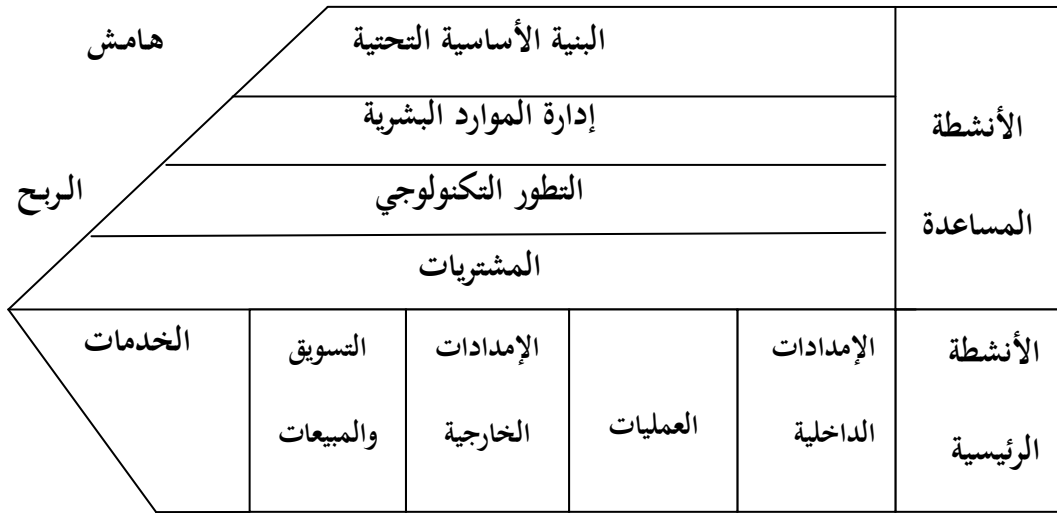 هامش
البنية الأساسية التحتية
إدارة الموارد البشرية
الأنشطة
المساعدة
التطور التكنولوجي
الربح
المشتريات
الأنشطة
الرئيسية
الإمدادات
الداخلية
العمليات
الإمدادات
الخارجية
التسويق
والمبيعات
الخدمات